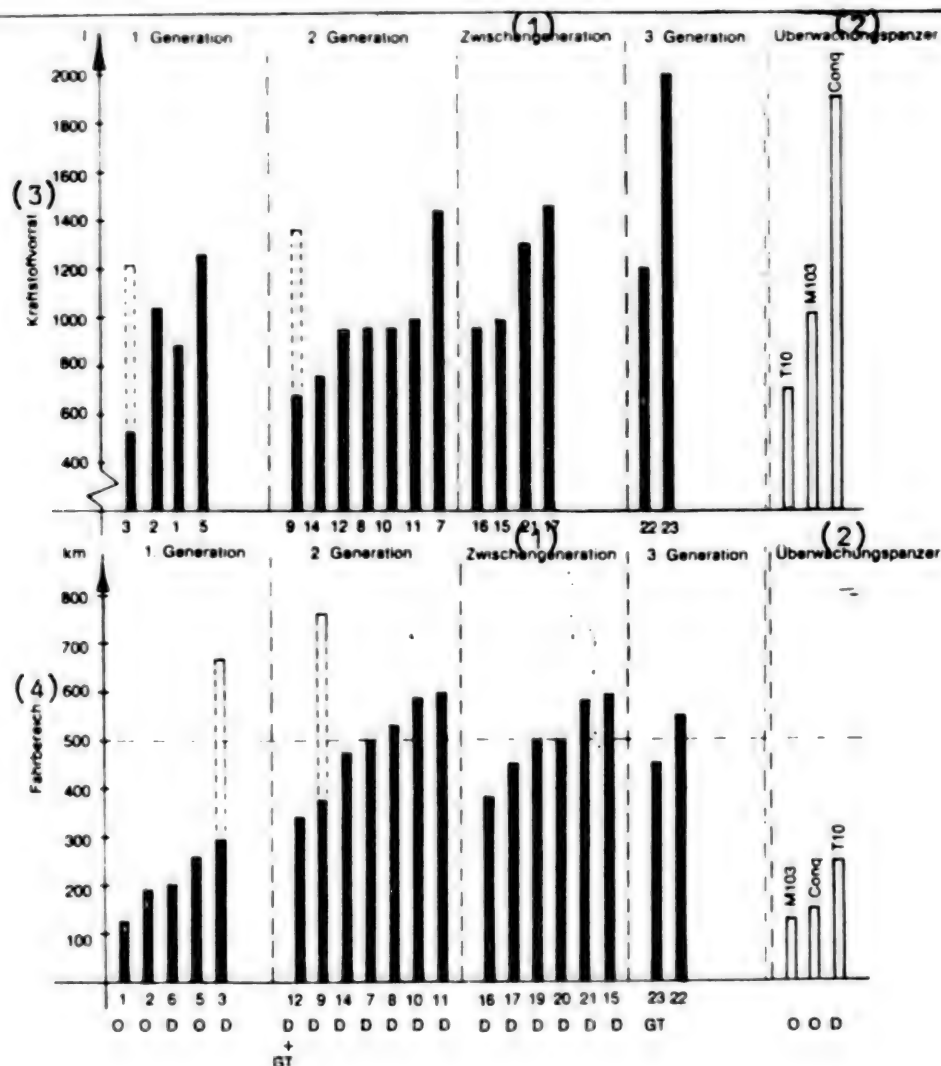 (1) (2)
l 1 Generation 2 Generation Zwischengeneration 3 Generation Überwachungspanzer
2000
1800
1600
1400
1200
1000
800
600
400
(3)
Kraftstoffvorrat
T10 M103 Conq
3 2 1 5 9 14 12 8 10 11 7 16 15 21 17 22 23
(1) (2)
km 1 Generation 2 Generation Zwischengeneration 3 Generation Überwachungspanzer
800
700
600
500
400
300
200
100
(4)
Fahrbereich
M103 Conq T10
1 2 6 5 3 12 9 14 7 8 10 11 16 17 19 20 21 15 23 22
O O D O D D D D D D D D D D D D D D GT O O D
+
GT